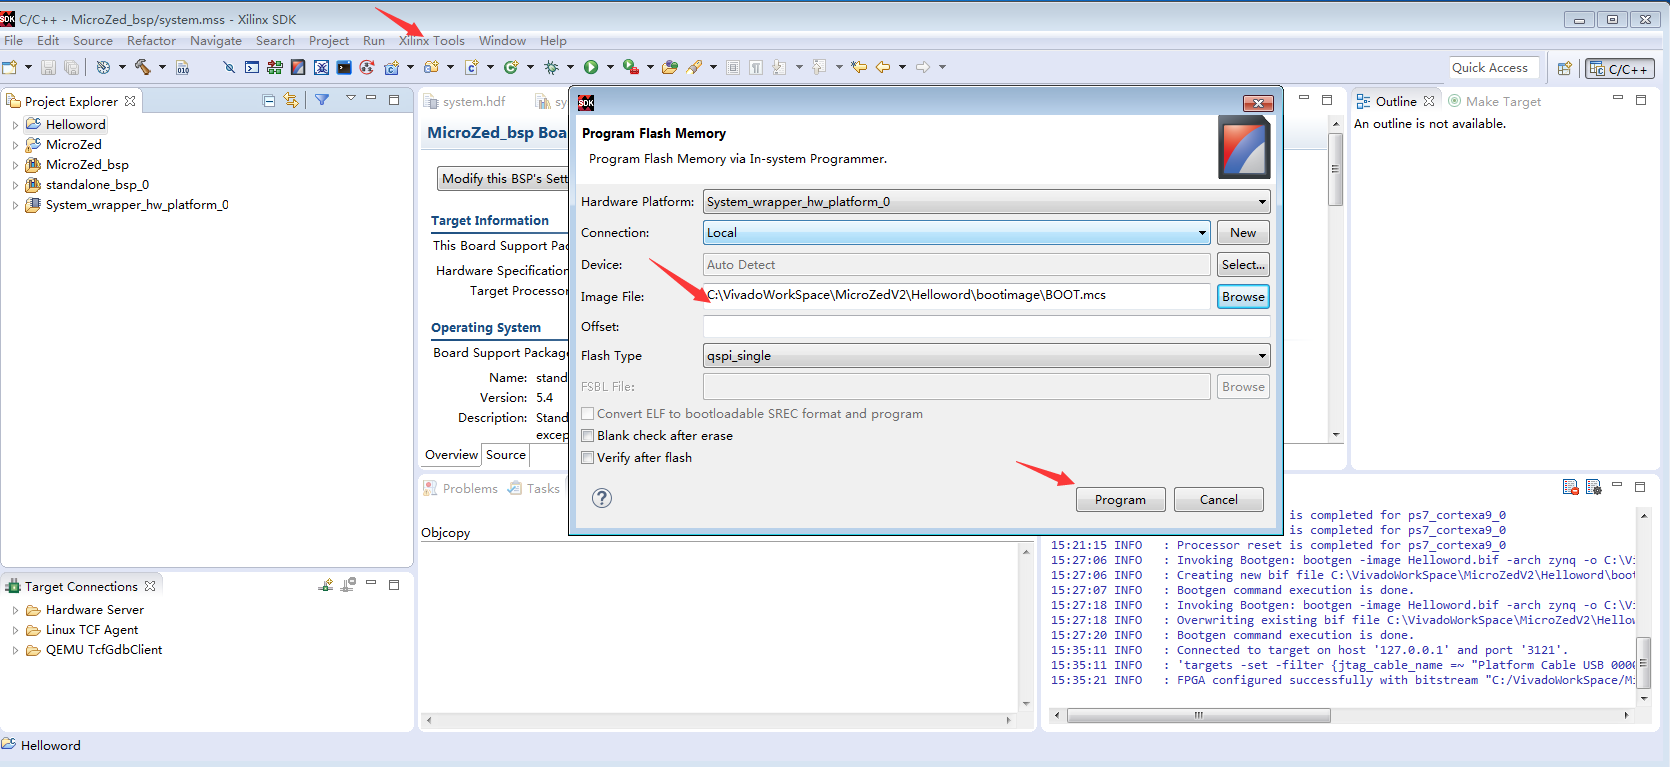 C/C++ - MicroZed_bsp/system.mss - Xilinx SDK
File Edit Source Refactor Navigate Search Project Run Xilinx Tools Window Help
Quick Access
C/C++
Project Explorer
Helloword
MicroZed
MicroZed_bsp
standalone_bsp_0
System_wrapper_hw_platform_0
Target Connections
Hardware Server
Linux TCF Agent
QEMU TcfGdbClient
system.hdf
sy
MicroZed_bsp Boa
Modify this BSP's Sett
Target Information
This Board Support Pac
Hardware Specification
Target Processor
Operating System
Board Support Package
Name: stand
Version: 5.4
Description: Stand
excep
Overview Source
SDK
Program Flash Memory
Program Flash Memory via In-system Programmer.
Hardware Platform: System_wrapper_hw_platform_0
Connection: Local New
Device: Auto Detect Select...
Image File: C:\VivadoWorkSpace\MicroZedV2\Helloword\bootimage\BOOT.mcs Browse
Offset:
Flash Type qspi_single
FSBL File: Browse
Convert ELF to bootloadable SREC format and program
Blank check after erase
Verify after flash
Program Cancel
Outline Make Target
An outline is not available.
Problems Tasks
Objcopy
is completed for ps7_cortexa9_0
is completed for ps7_cortexa9_0
15:21:15 INFO : Processor reset is completed for ps7_cortexa9_0
15:27:06 INFO : Invoking Bootgen: bootgen -image Helloword.bif -arch zynq -o C:\Vi
15:27:06 INFO : Creating new bif file C:\VivadoWorkSpace\MicroZedV2\Helloword\boot
15:27:07 INFO : Bootgen command execution is done.
15:27:18 INFO : Invoking Bootgen: bootgen -image Helloword.bif -arch zynq -o C:\Vi
15:27:18 INFO : Overwriting existing bif file C:\VivadoWorkSpace\MicroZedV2\Hellow
15:27:20 INFO : Bootgen command execution is done.
15:35:11 INFO : Connected to target on host '127.0.0.1' and port '3121'.
15:35:11 INFO : 'targets -set -filter {jtag_cable_name =~ "Platform Cable USB 000
15:35:21 INFO : FPGA configured successfully with bitstream "C:/VivadoWorkSpace/Mi
Helloword